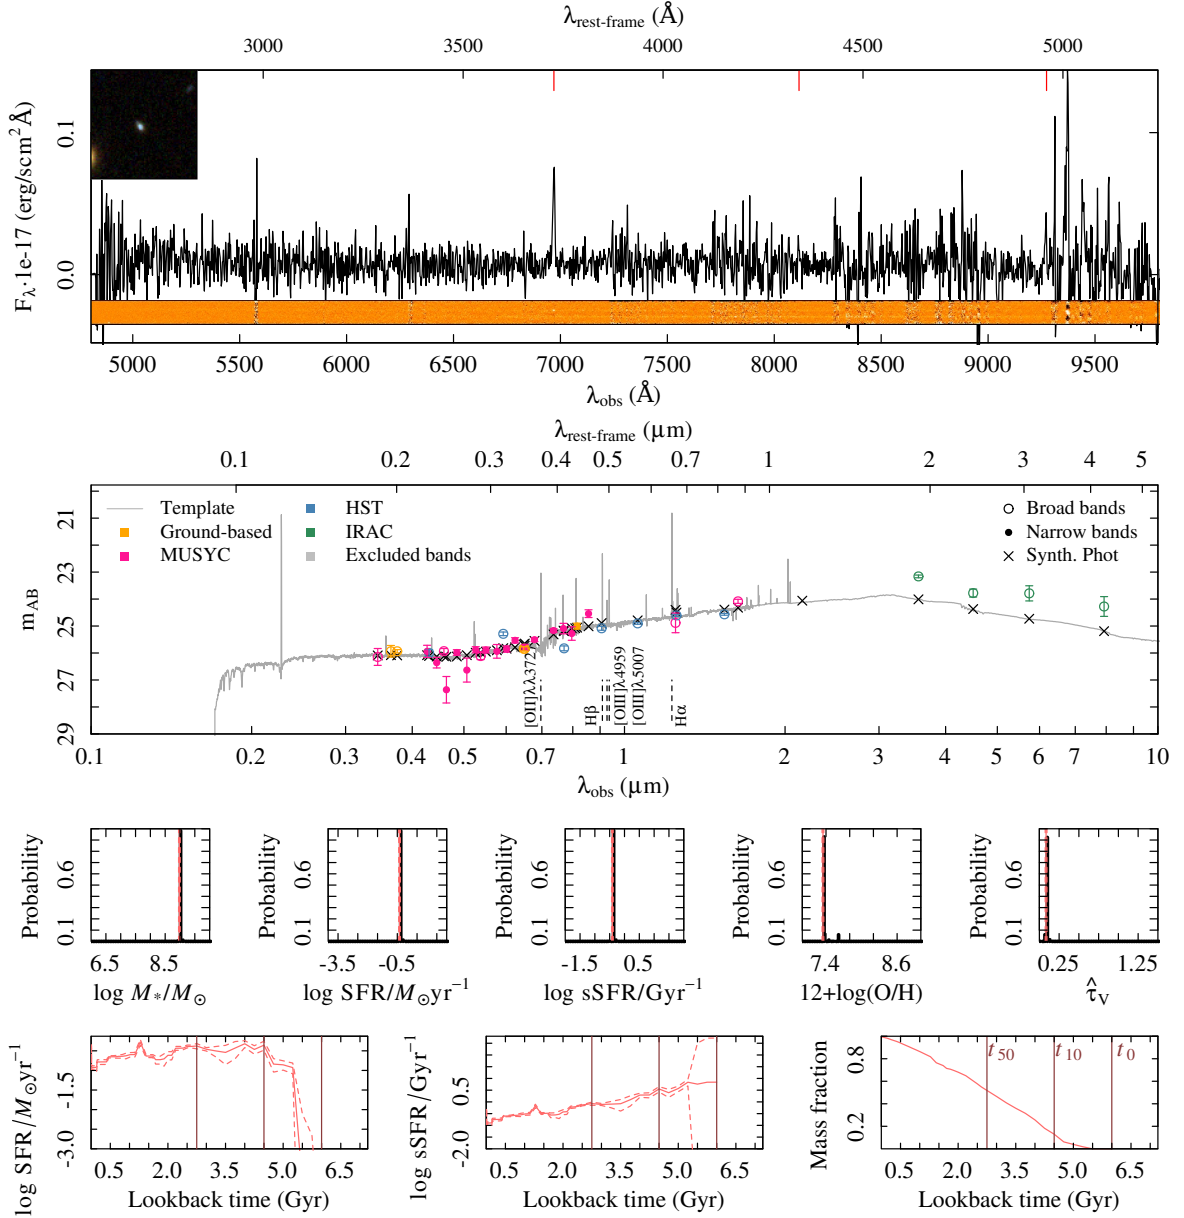 λrest-frame (Å)
3000 3500 4000 4500 5000
Fλ·1e-17 (erg/scm²Å)
0.0 0.1
5000 5500 6000 6500 7000 7500 8000 8500 9000 9500
λobs (Å)
λrest-frame (μm)
0.1 0.2 0.3 0.4 0.5 0.7 1 2 3 4 5
mAB
21 23 25 27 29
Template
Ground-based
MUSYC
HST
IRAC
Excluded bands
Broad bands
Narrow bands
Synth. Phot
[OII]λλ372
Hβ
[OIII]λ4959
[OIII]λ5007
Hα
0.1 0.2 0.3 0.4 0.5 0.7 1 2 3 4 5 6 7 10
λobs (μm)
Probability
0.1 0.6
6.5 8.5
log M*/M⊙
Probability
0.1 0.6
-3.5 -0.5
log SFR/M⊙yr⁻¹
Probability
0.1 0.6
-1.5 0.5
log sSFR/Gyr⁻¹
Probability
0.1 0.6
7.4 8.6
12+log(O/H)
Probability
0.1 0.6
0.25 1.25
τ̂V
log SFR/M⊙yr⁻¹
-3.0 -1.5
0.5 2.0 3.5 5.0 6.5
Lookback time (Gyr)
log sSFR/Gyr⁻¹
-2.0 0.5
0.5 2.0 3.5 5.0 6.5
Lookback time (Gyr)
Mass fraction
0.2 0.8
t50 t10 t0
0.5 2.0 3.5 5.0 6.5
Lookback time (Gyr)